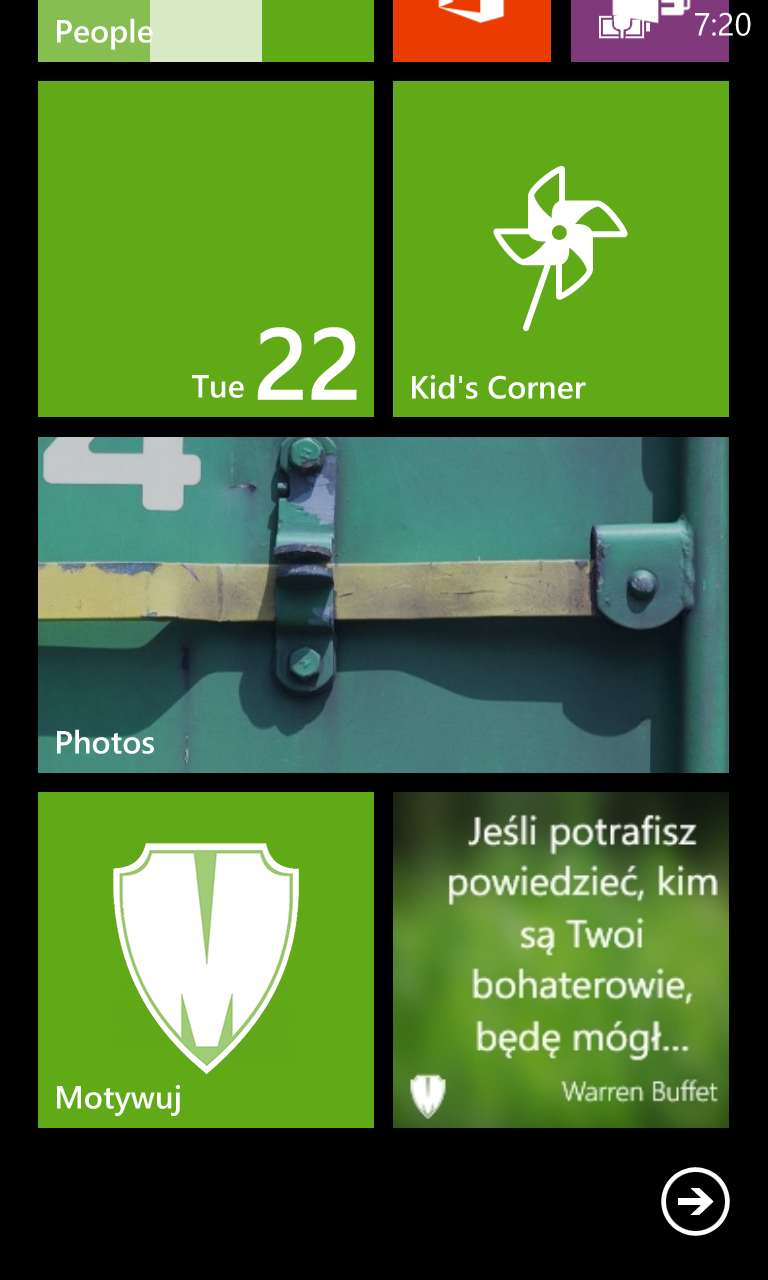 People
7:20
Tue 22
Kid's Corner
4
Photos
Motywuj
Jeśli potrafisz
powiedzieć, kim
są Twoi
bohaterowie,
będę mógł...
Warren Buffet